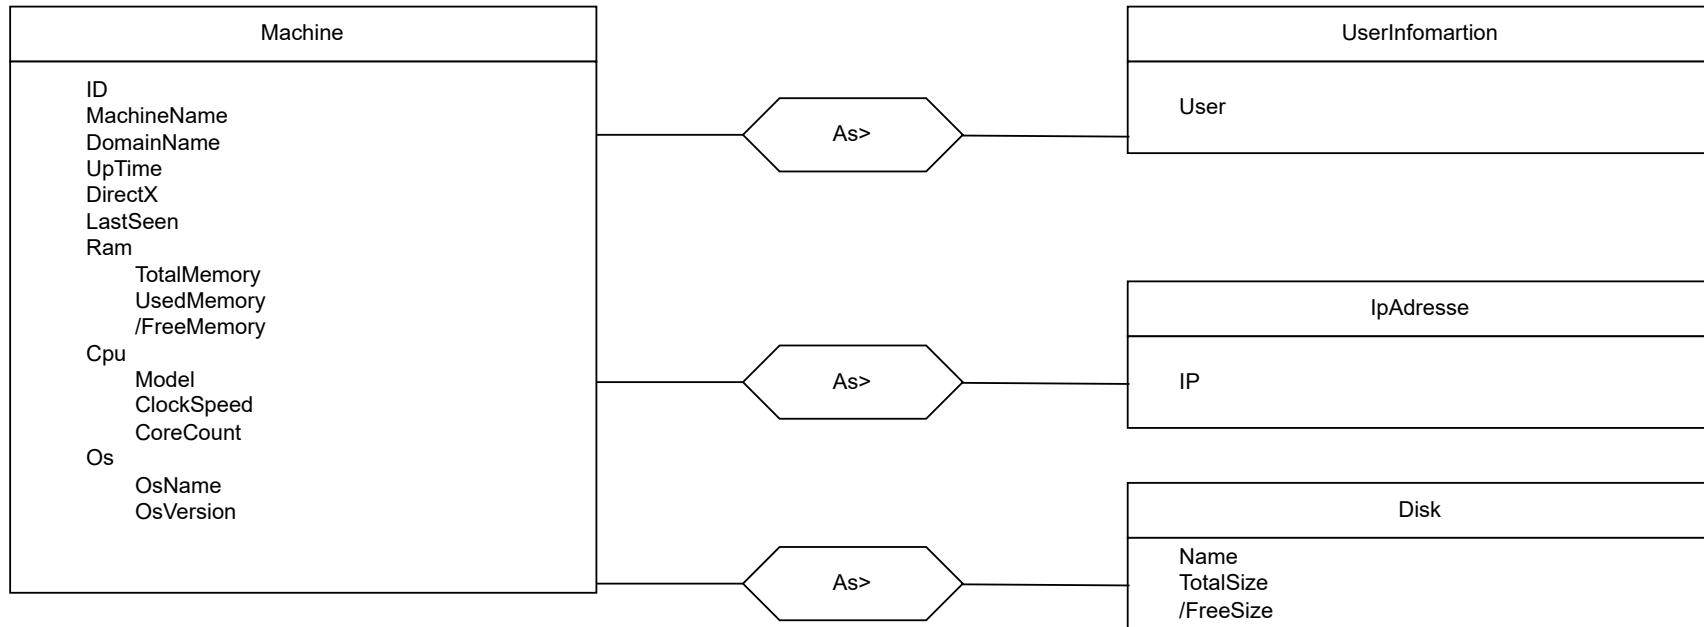 Machine
ID
MachineName
DomainName
UpTime
DirectX
LastSeen
Ram
TotalMemory
UsedMemory
/FreeMemory
Cpu
Model
ClockSpeed
CoreCount
Os
OsName
OsVersion
As>
As>
As>
UserInfomartion
User
IpAdresse
IP
Disk
Name
TotalSize
/FreeSize